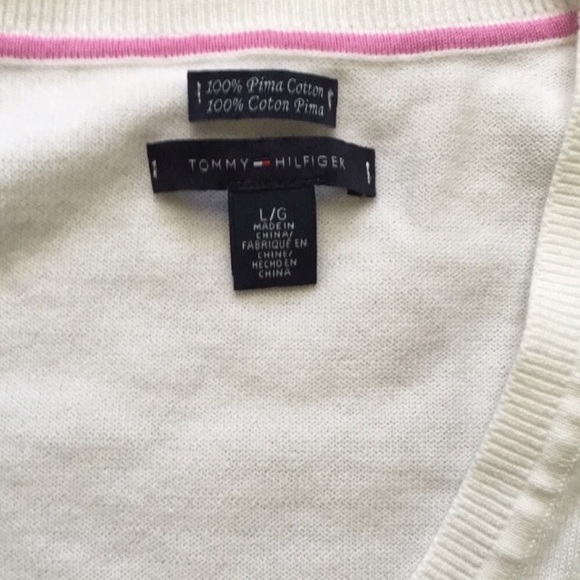 100% Pima Cotton
100% Coton Pima
TOMMY HILFIGER
L/G
MADE IN
CHINA/
FABRIQUÉ EN
CHINE/
HECHO EN
CHINA